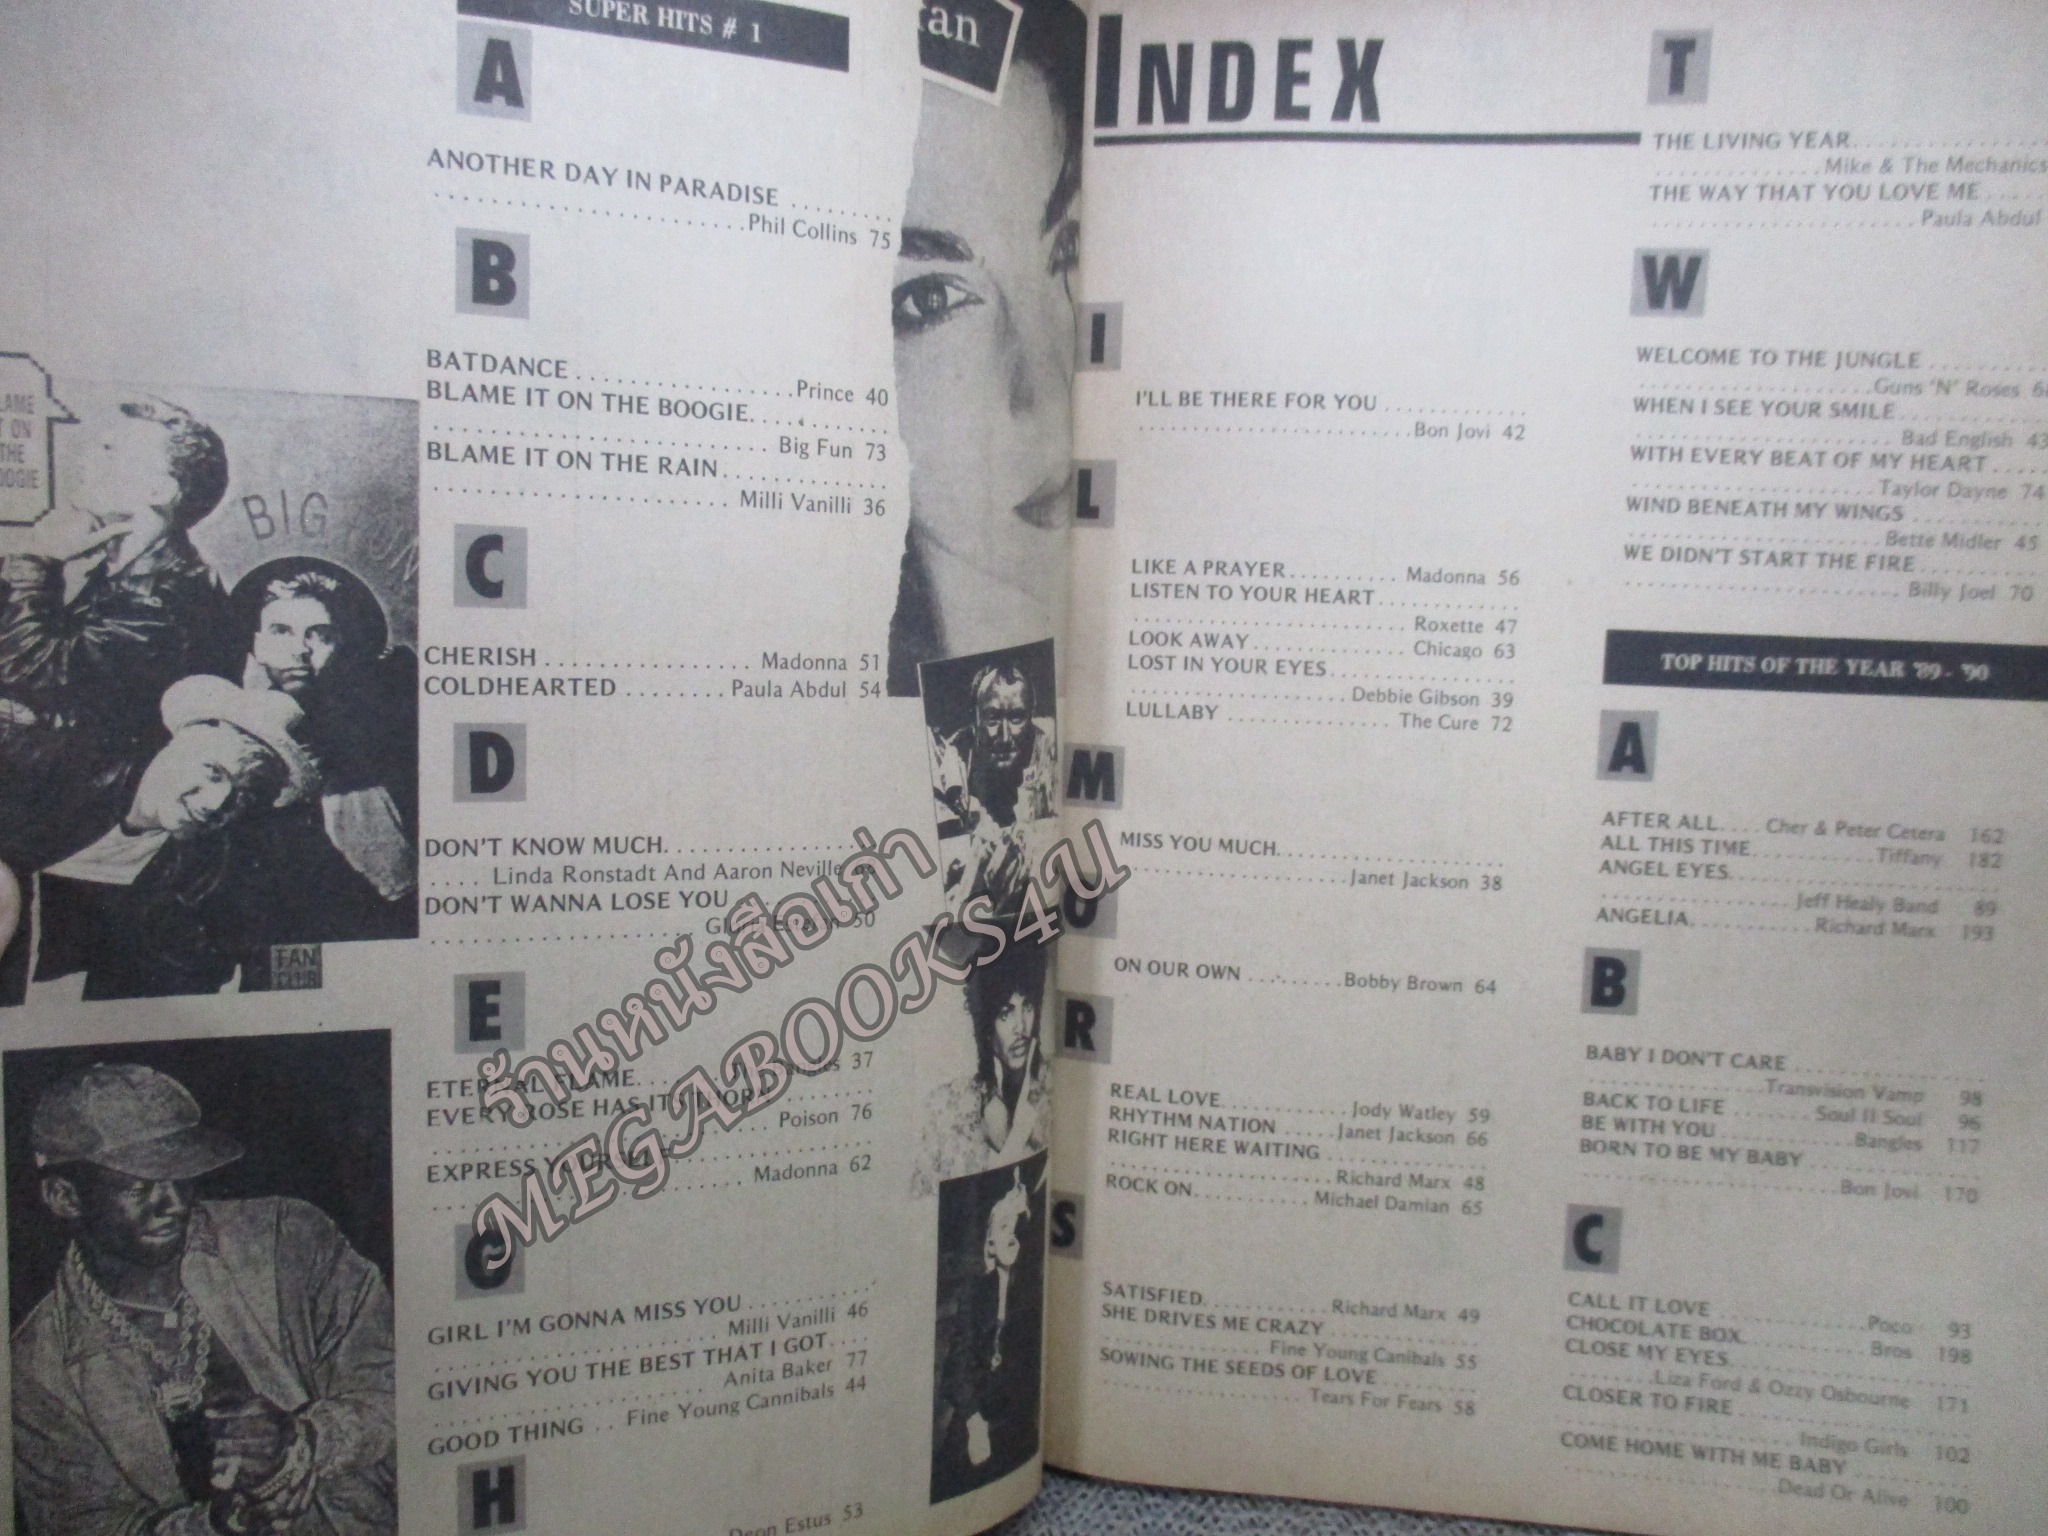 SUPER HITS # 1
A
ANOTHER DAY IN PARADISE
Phil Collins 75
B
BATDANCE
Prince 40
BLAME IT ON THE BOOGIE
Big Fun 73
BLAME IT ON THE RAIN
Milli Vanilli 36
C
CHERISH Madonna 51
COLDHEARTED Paula Abdul 54
D
DON'T KNOW MUCH
Linda Ronstadt And Aaron Neville
DON'T WANNA LOSE YOU
50
E
ETERNAL FLAME 37
EVERY ROSE HAS ITS
Poison 76
EXPRESS YOURSELF
Madonna 62
G
GIRL I'M GONNA MISS YOU
Milli Vanilli 46
GIVING YOU THE BEST THAT I GOT
Anita Baker 77
GOOD THING Fine Young Cannibals 44
H
Deon Estus 53
BIG
FAN
INDEX
I
I'LL BE THERE FOR YOU
Bon Jovi 42
L
LIKE A PRAYER Madonna 56
LISTEN TO YOUR HEART
Roxette 47
LOOK AWAY Chicago 63
LOST IN YOUR EYES
Debbie Gibson 39
LULLABY The Cure 72
M
MISS YOU MUCH
Janet Jackson 38
O
ON OUR OWN Bobby Brown 64
R
REAL LOVE Jody Watley 59
RHYTHM NATION Janet Jackson 66
RIGHT HERE WAITING
Richard Marx 48
ROCK ON Michael Damian 65
S
SATISFIED Richard Marx 49
SHE DRIVES ME CRAZY
Fine Young Canibals 55
SOWING THE SEEDS OF LOVE
Tears For Fears 58
T
THE LIVING YEAR
Mike & The Mechanics
THE WAY THAT YOU LOVE ME
Paula Abdul
W
WELCOME TO THE JUNGLE
Guns 'N' Roses
WHEN I SEE YOUR SMILE
Bad English 43
WITH EVERY BEAT OF MY HEART
Taylor Dayne 74
WIND BENEATH MY WINGS
Bette Midler 45
WE DIDN'T START THE FIRE
Billy Joel 70
TOP HITS OF THE YEAR '89 - '90
A
AFTER ALL Cher & Peter Cetera 162
ALL THIS TIME Tiffany 182
ANGEL EYES
Jeff Healy Band 89
ANGELIA Richard Marx 193
B
BABY I DON'T CARE
Transvision Vamp 98
BACK TO LIFE Soul II Soul 96
BE WITH YOU Bangles 117
BORN TO BE MY BABY
Bon Jovi 170
C
CALL IT LOVE Poco 93
CHOCOLATE BOX Bros 198
CLOSE MY EYES
Liza Ford & Ozzy Osbourne 171
CLOSER TO FIRE
Indigo Girls 102
COME HOME WITH ME BABY
Dead Or Alive 100
ร้านหนังสือเก่า
MEGABOOKS4U